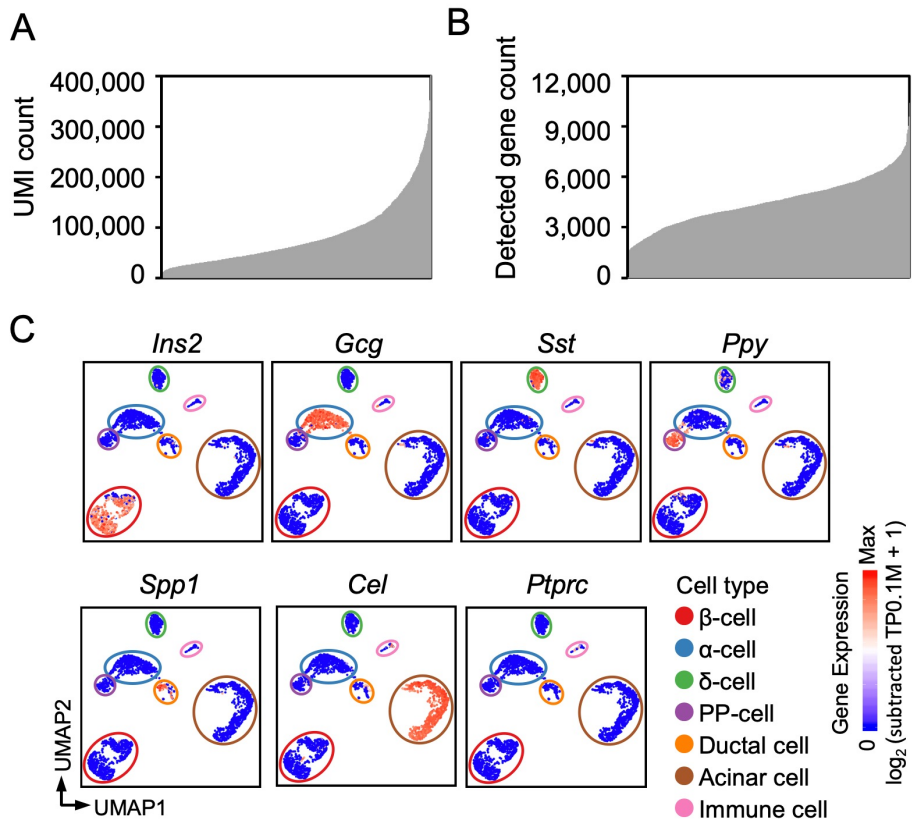 A
UMI count
400,000
300,000
200,000
100,000
0
B
Detected gene count
12,000
9,000
6,000
3,000
0
C
Ins2
Gcg
Sst
Ppy
Spp1
Cel
Ptprc
UMAP2
UMAP1
Cell type
β-cell
α-cell
δ-cell
PP-cell
Ductal cell
Acinar cell
Immune cell
Gene Expression
0 Max
log₂ (subtracted TP0.1M + 1)